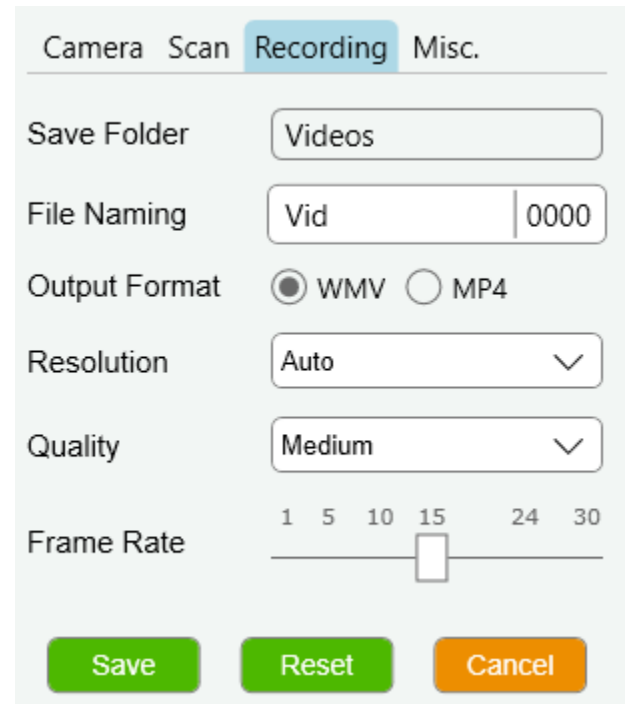 Camera Scan Recording Misc.
Save Folder Videos
File Naming Vid 0000
Output Format WMV MP4
Resolution Auto
Quality Medium
1 5 10 15 24 30
Frame Rate
Save Reset Cancel